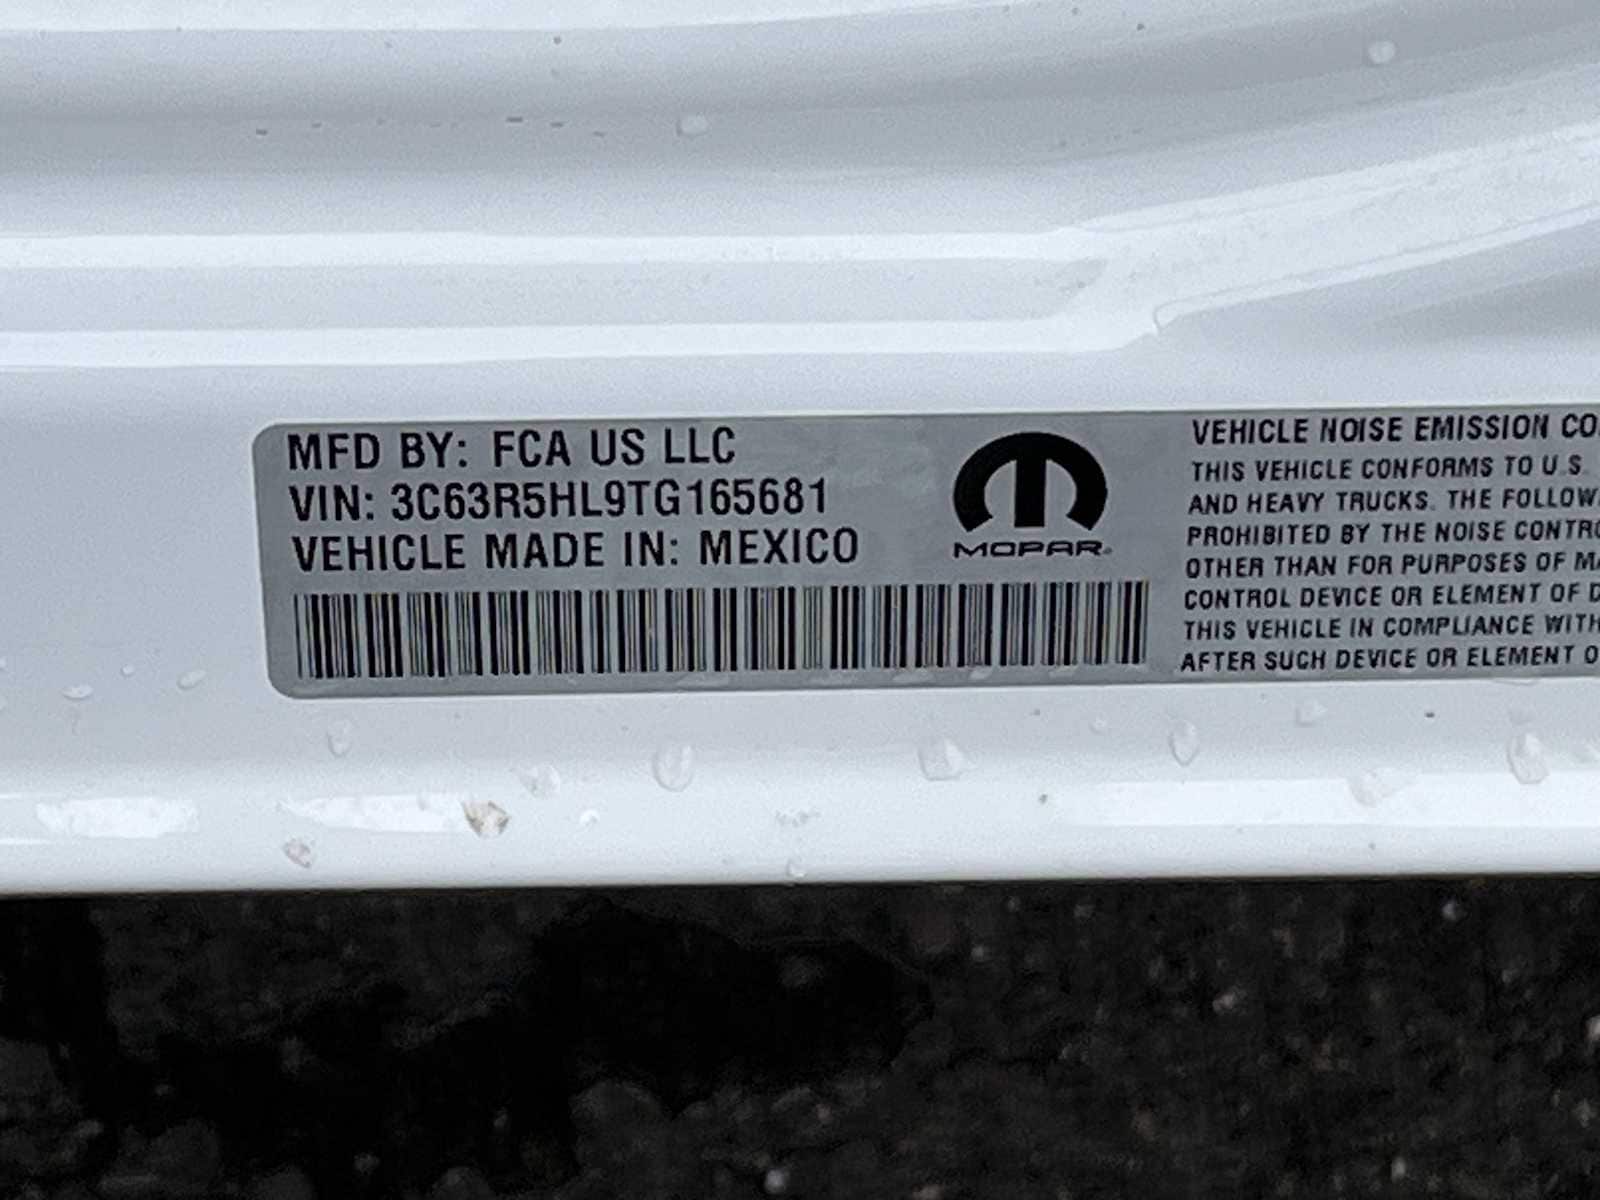 MFD BY: FCA US LLC
VIN: 3C63R5HL9TG165681
VEHICLE MADE IN: MEXICO
MOPAR®
VEHICLE NOISE EMISSION
THIS VEHICLE CONFORMS TO U.S.
AND HEAVY TRUCKS. THE
PROHIBITED BY THE NOISE
OTHER THAN FOR PURPOSES OF
CONTROL DEVICE OR ELEMENT OF
THIS VEHICLE IN COMPLIANCE WITH
AFTER SUCH DEVICE OR ELEMENT